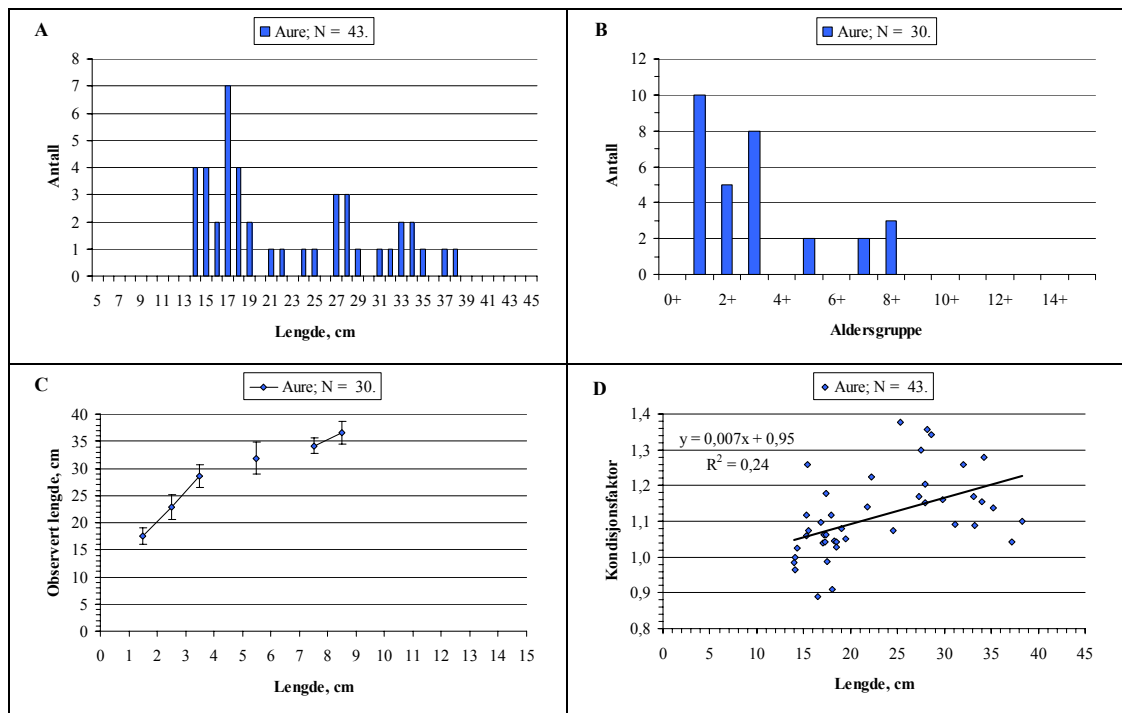 A
Aure; N = 43.
Antall
8
7
6
5
4
3
2
1
0
5 7 9 11 13 15 17 19 21 23 25 27 29 31 33 35 37 39 41 43 45
Lengde, cm
B
Aure; N = 30.
Antall
12
10
8
6
4
2
0
0+ 2+ 4+ 6+ 8+ 10+ 12+ 14+
Aldersgruppe
C
Aure; N = 30.
Observert lengde, cm
40
35
30
25
20
15
10
5
0
0 1 2 3 4 5 6 7 8 9 10 11 12 13 14 15
Lengde, cm
D
Aure; N = 43.
Kondisjonsfaktor
1,4
1,3
1,2
1,1
1,0
0,9
0,8
y = 0,007x + 0,95
R² = 0,24
0 5 10 15 20 25 30 35 40 45
Lengde, cm